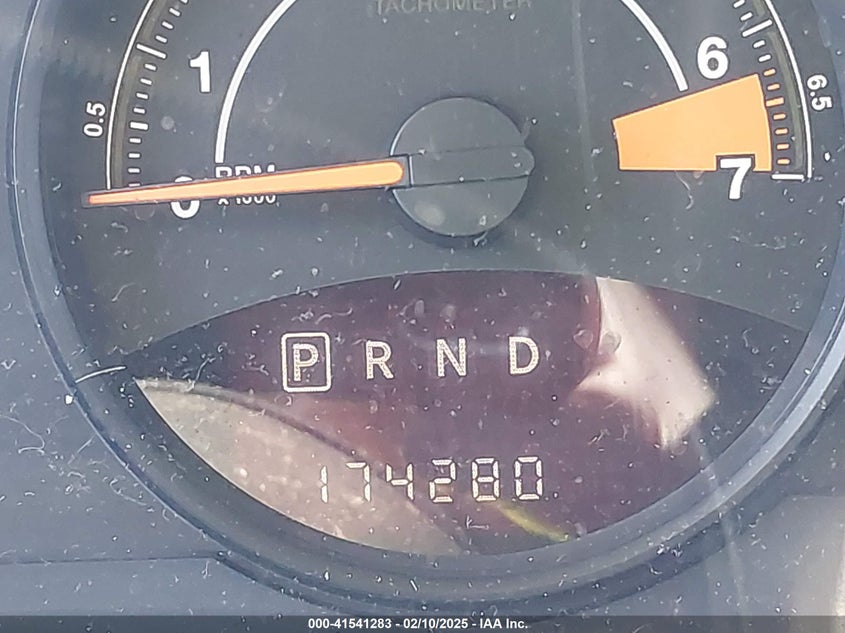 TACHOMETER
6
1
6.5
0.5
RPM
7
0
x1000
P R N D
174280
000-41541283 – 02/10/2025 – IAA Inc.